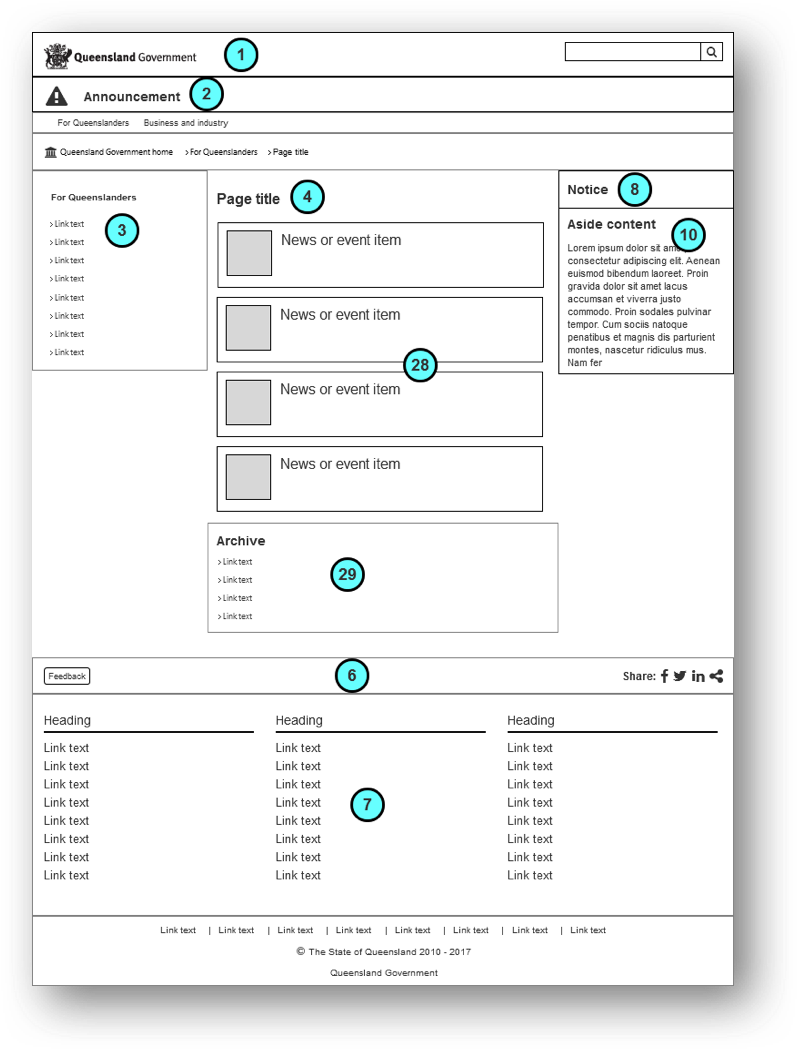 Queensland Government
1
Announcement
2
For Queenslanders Business and industry
Queensland Government home > For Queenslanders > Page title
For Queenslanders
> Link text
> Link text
> Link text
> Link text
> Link text
> Link text
> Link text
> Link text
3
Page title
4
News or event item
News or event item
28
News or event item
News or event item
Archive
> Link text
> Link text
> Link text
> Link text
29
Notice
8
Aside content
10
Lorem ipsum dolor sit
consectetur adipiscing elit. Aenean
euismod bibendum laoreet. Proin
gravida dolor sit amet lacus
accumsan et viverra justo
commodo. Proin sodales pulvinar
tempor. Cum sociis natoque
penatibus et magnis dis parturient
montes, nascetur ridiculus mus.
Nam fer
Feedback
6
Share:
Heading
Link text
Link text
Link text
Link text
Link text
Link text
Link text
Link text
Heading
Link text
Link text
Link text
Link text
Link text
Link text
Link text
Link text
7
Heading
Link text
Link text
Link text
Link text
Link text
Link text
Link text
Link text
Link text | Link text | Link text | Link text | Link text | Link text | Link text | Link text
© The State of Queensland 2010 - 2017
Queensland Government